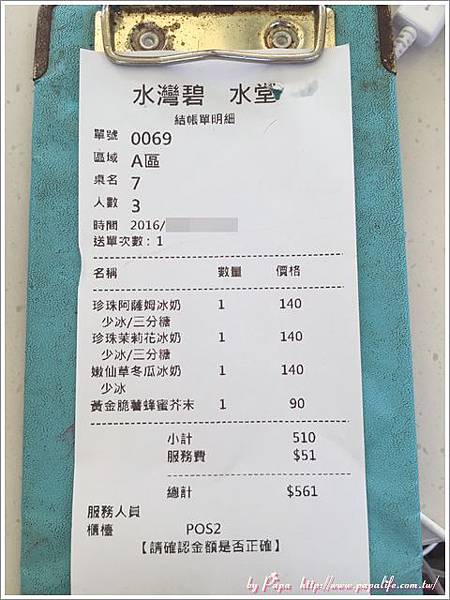 水灣碧 水堂
結帳單明細
單號 0069
區域 A區
桌名 7
人數 3
時間 2016/
送單次數：1
名稱 數量 價格
珍珠阿薩姆冰奶 1 140
少冰/三分糖
珍珠茉莉花冰奶 1 140
少冰/三分糖
嫩仙草冬瓜冰奶 1 140
少冰
黃金脆薯蜂蜜芥末 1 90
小計 510
服務費 $51
總計 $561
服務人員
櫃檯 POS2
【請確認金額是否正確】
by Papa http://www.papalife.com.tw/